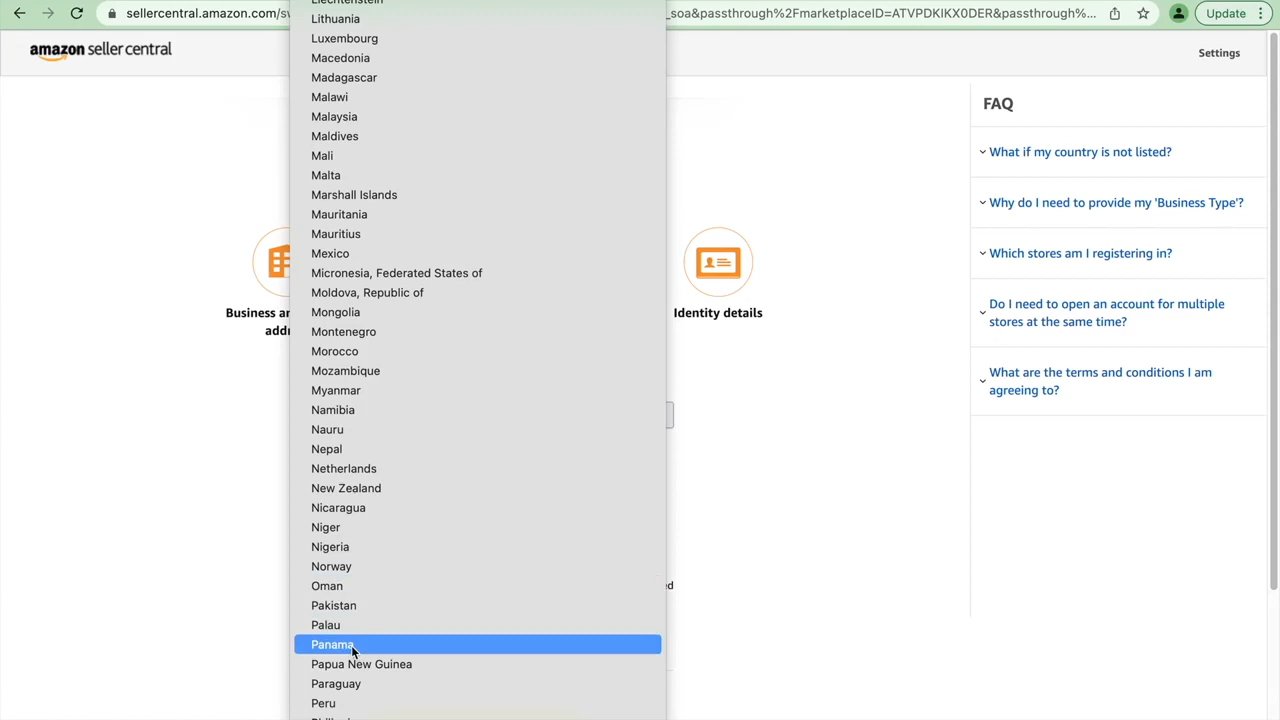 sellercentral.amazon.com/sw
_soa&passthrough%2FmarketplaceID=ATVPDKIKX0DER&passthrough%...
Update
amazon seller central
Settings
Business an
addr
Liechtenstein
Lithuania
Luxembourg
Macedonia
Madagascar
Malawi
Malaysia
Maldives
Mali
Malta
Marshall Islands
Mauritania
Mauritius
Mexico
Micronesia, Federated States of
Moldova, Republic of
Mongolia
Montenegro
Morocco
Mozambique
Myanmar
Namibia
Nauru
Nepal
Netherlands
New Zealand
Nicaragua
Niger
Nigeria
Norway
Oman
Pakistan
Palau
Panama
Papua New Guinea
Paraguay
Peru
Identity details
ed
FAQ
What if my country is not listed?
Why do I need to provide my 'Business Type'?
Which stores am I registering in?
Do I need to open an account for multiple
stores at the same time?
What are the terms and conditions I am
agreeing to?